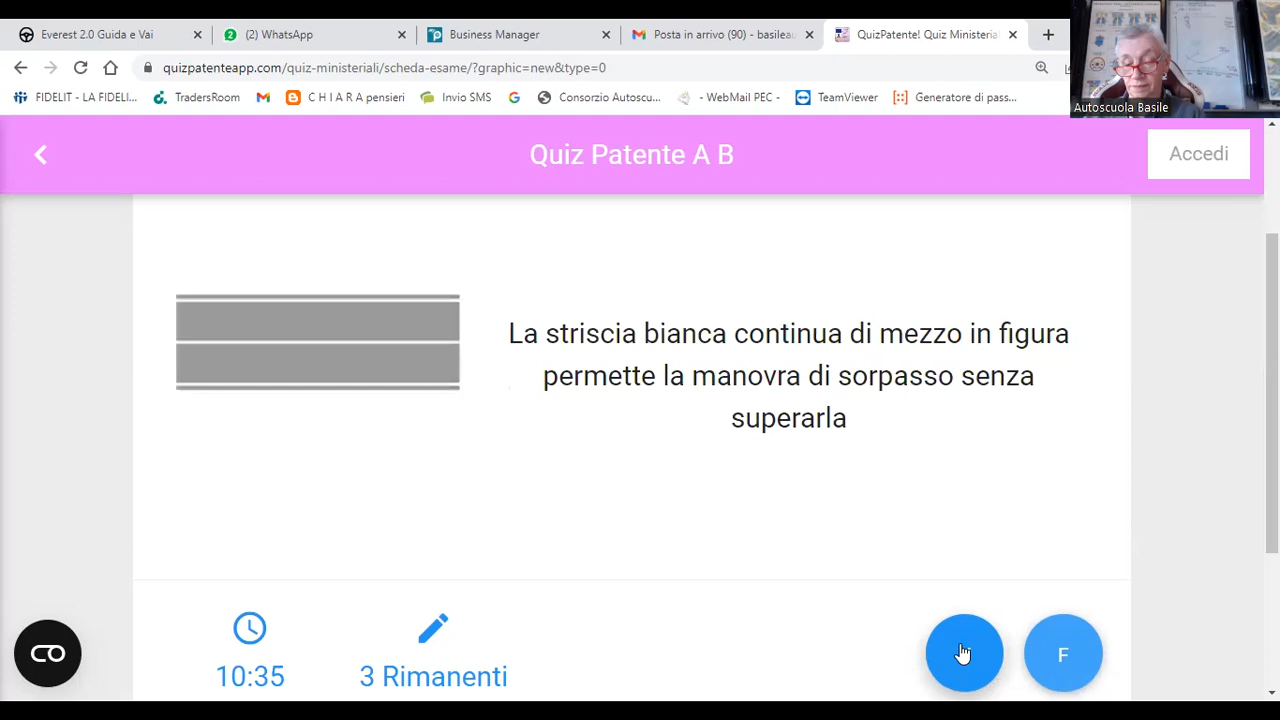 Everest 2.0 Guida e Vai
(2) WhatsApp
Business Manager
Posta in arrivo (90) - basiles
QuizPatente! Quiz Ministeria
quizpatenteapp.com/quiz-ministeriali/scheda-esame/?graphic=new&type=0
FIDELIT - LA FIDELI...
TradersRoom
C H I A R A pensieri
Invio SMS
Consorzio Autoscu...
- WebMail PEC -
TeamViewer
Generatore di pass...
Autoscuola Basile
Quiz Patente A B
Accedi
La striscia bianca continua di mezzo in figura
permette la manovra di sorpasso senza
superarla
10:35
3 Rimanenti
F